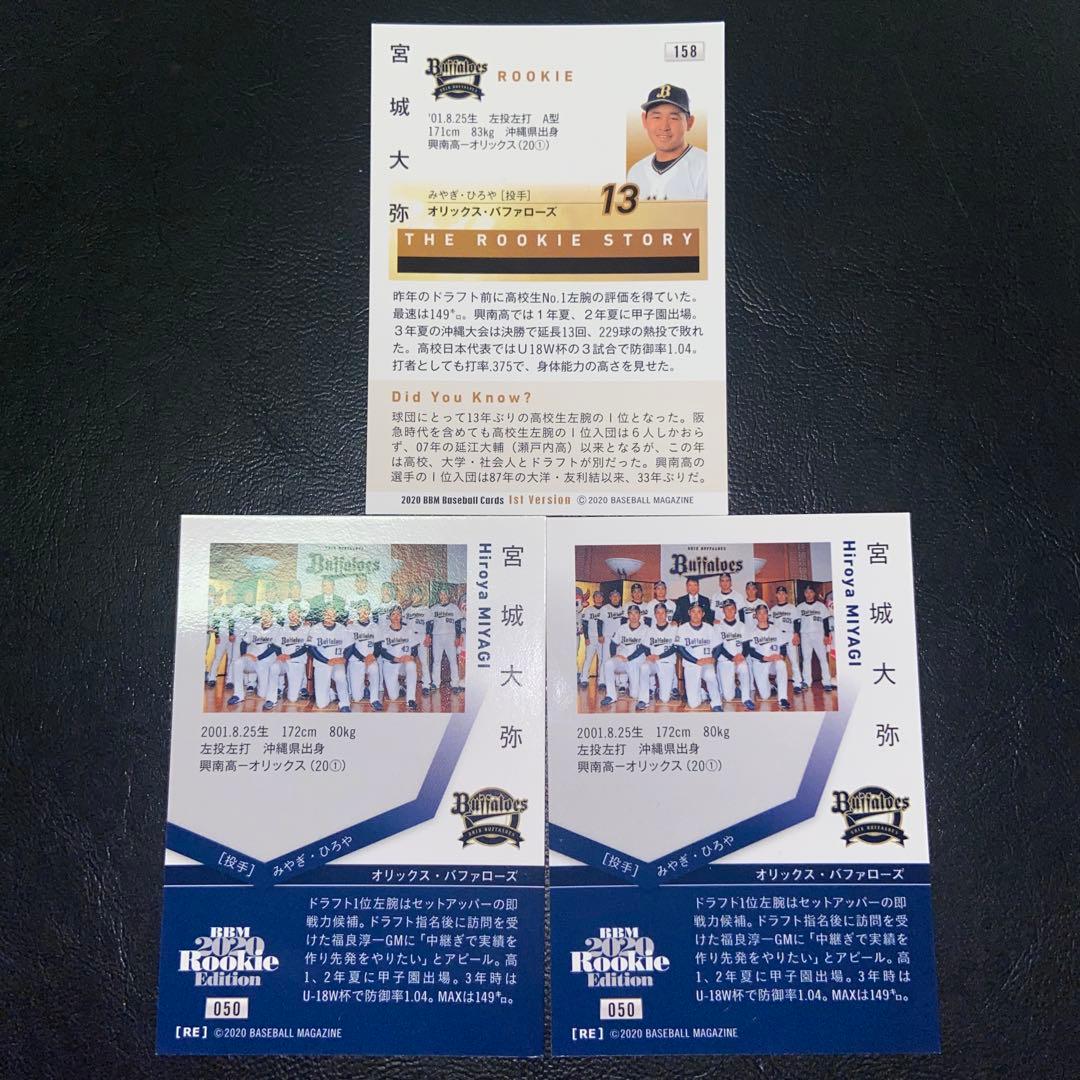 宮城大弥
Buffaloes
ORIX BUFFALOES
ROOKIE
158
'01.8.25生 左投左打 A型
171cm 83kg 沖縄県出身
興南高ーオリックス(20①)
みやぎ・ひろや[投手]
13
オリックス・バファローズ
THE ROOKIE STORY
昨年のドラフト前に高校生No.1左腕の評価を得ていた。
最速は149㌔。興南高では1年夏、2年夏に甲子園出場。
3年夏の沖縄大会は決勝で延長13回、229球の熱投で敗れ
た。高校日本代表ではU18W杯の3試合で防御率1.04。
打者としても打率.375で、身体能力の高さを見せた。
Did You Know?
球団にとって13年ぶりの高校生左腕の1位となった。阪
急時代を含めても高校生左腕の1位入団は6人しかおら
ず、07年の延江大輔(瀬戸内高)以来となるが、この年
は高校、大学・社会人とドラフトが別だった。興南高の
選手の1位入団は87年の大洋・友利結以来、33年ぶりだ。
2020 BBM Baseball Cards 1st Version ©2020 BASEBALL MAGAZINE
ORIX BUFFALOES
Buffaloes
宮城大弥
Hiroya MIYAGI
2001.8.25生 172cm 80kg
左投左打 沖縄県出身
興南高ーオリックス(20①)
Buffaloes
ORIX BUFFALOES
[投手] みやぎ・ひろや
オリックス・バファローズ
ドラフト1位左腕はセットアッパーの即
戦力候補。ドラフト指名後に訪問を受
けた福良淳一GMに「中継ぎで実績を
作り先発をやりたい」とアピール。高
1、2年夏に甲子園出場。3年時は
U-18W杯で防御率1.04。MAXは149㌔。
BBM
2020
Rookie
Edition
050
[RE] ©2020 BASEBALL MAGAZINE
ORIX BUFFALOES
Buffaloes
宮城大弥
Hiroya MIYAGI
2001.8.25生 172cm 80kg
左投左打 沖縄県出身
興南高ーオリックス(20①)
Buffaloes
ORIX BUFFALOES
[投手] みやぎ・ひろや
オリックス・バファローズ
ドラフト1位左腕はセットアッパーの即
戦力候補。ドラフト指名後に訪問を受
けた福良淳一GMに「中継ぎで実績を
作り先発をやりたい」とアピール。高
1、2年夏に甲子園出場。3年時は
U-18W杯で防御率1.04。MAXは149㌔。
BBM
2020
Rookie
Edition
050
[RE] ©2020 BASEBALL MAGAZINE